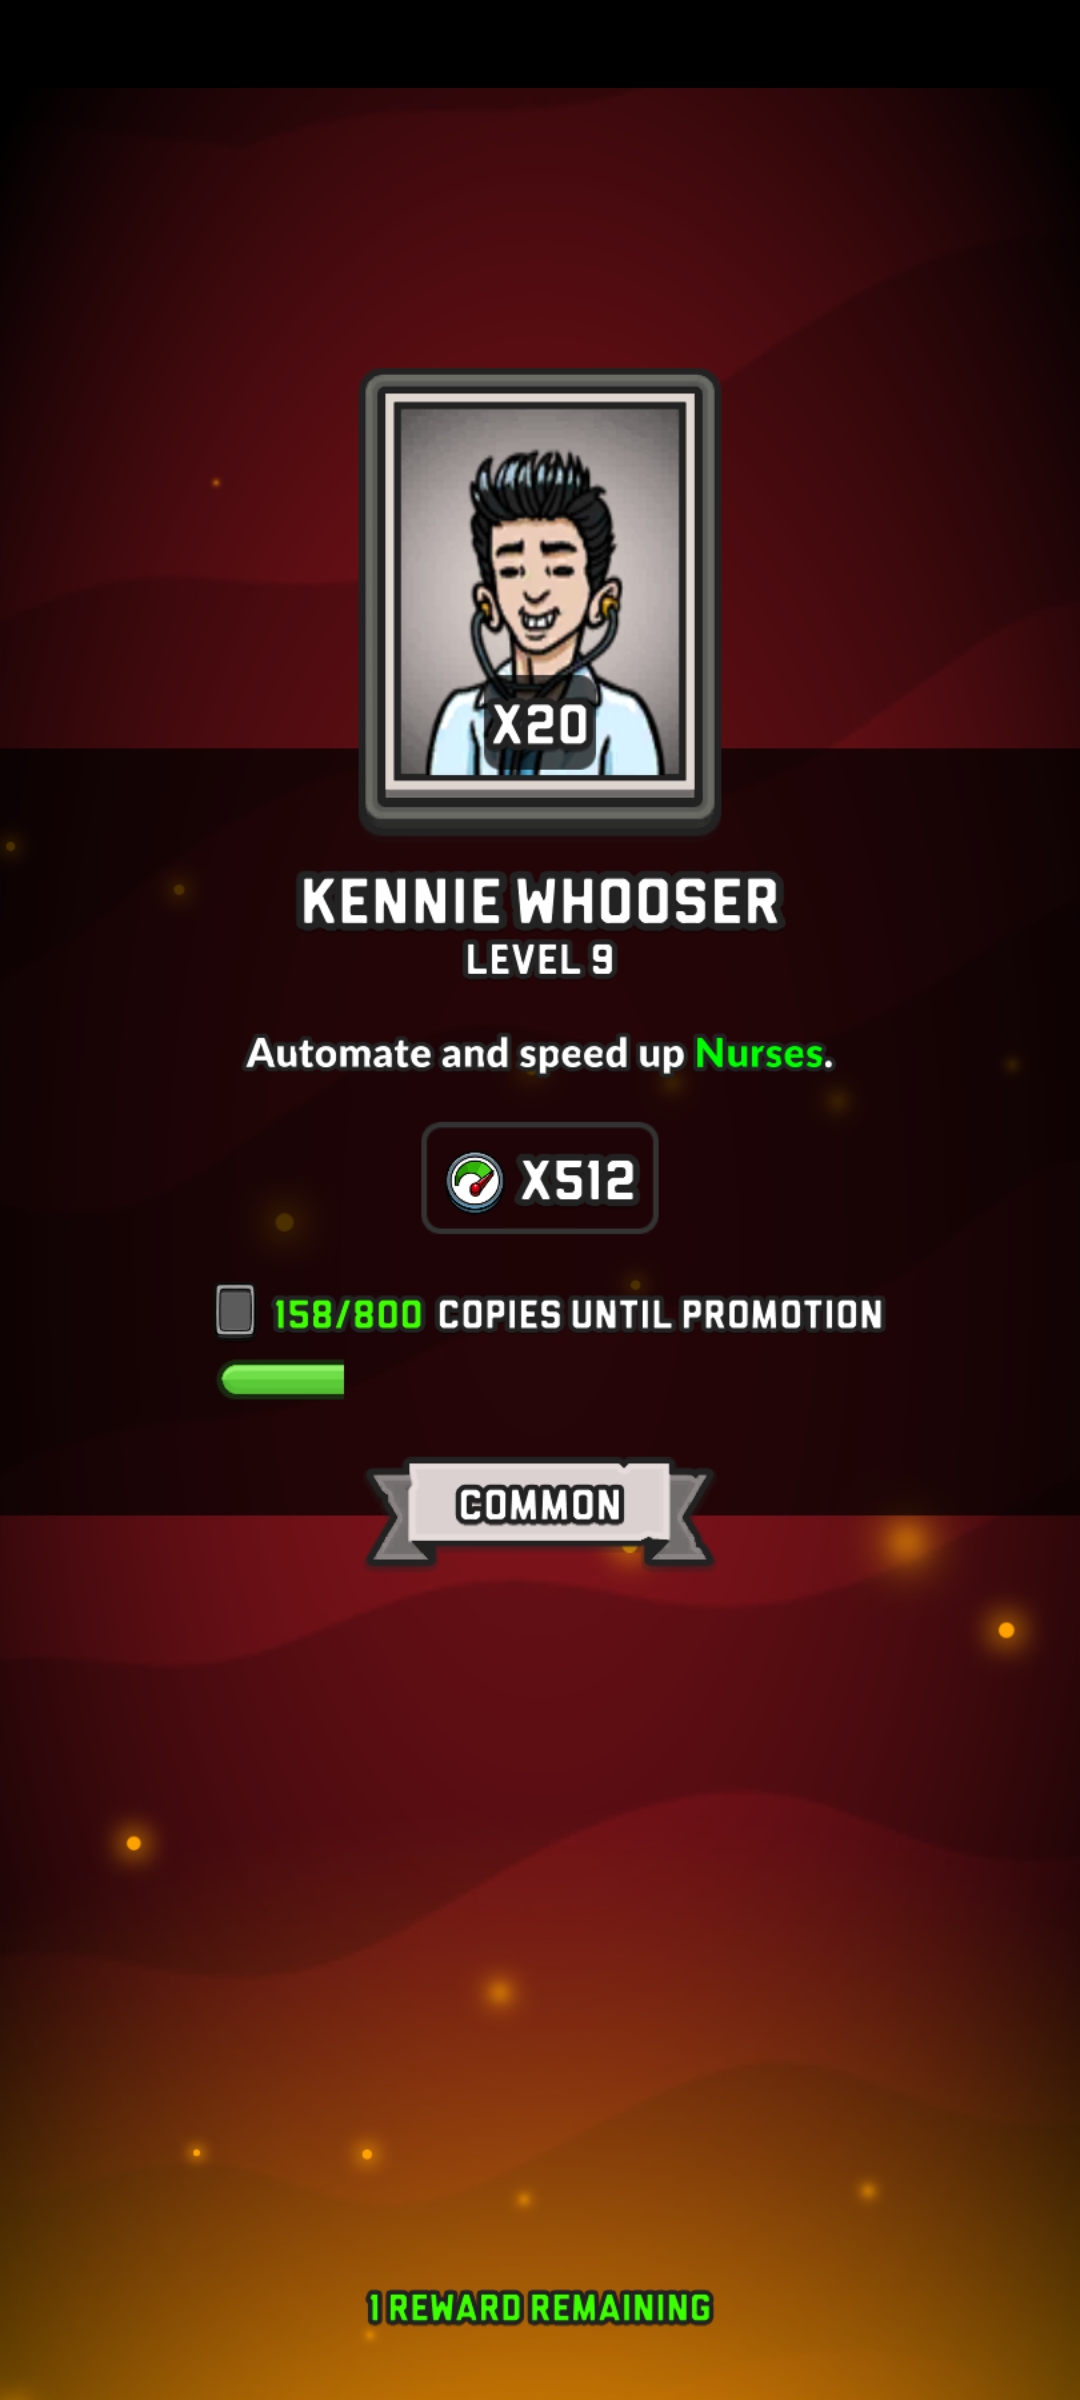 X20
KENNIE WHOOSER
LEVEL 9
Automate and speed up Nurses.
X512
158/800 COPIES UNTIL PROMOTION
COMMON
1 REWARD REMAINING